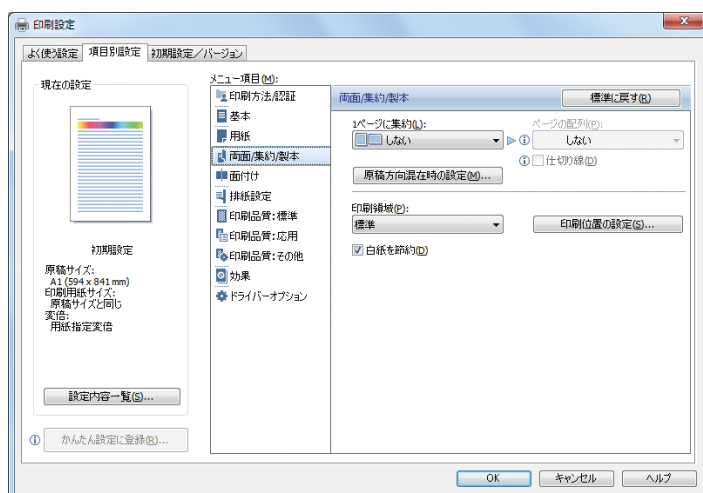 印刷設定
よく使う設定 項目別設定 初期設定／バージョン
現在の設定
初期設定
原稿サイズ:
A1 (594 x 841 mm)
印刷用紙サイズ:
原稿サイズと同じ
変倍:
用紙指定変倍
設定内容一覧(S)...
かんたん設定に登録(R)...
メニュー項目(M):
印刷方法/認証
基本
用紙
両面/集約/製本
面付け
排紙設定
印刷品質:標準
印刷品質:応用
印刷品質:その他
効果
ドライバーオプション
両面/集約/製本
標準に戻す(R)
1ページに集約(L):
しない
ページの配列(P):
しない
仕切り線(D)
原稿方向混在時の設定(M)...
印刷領域(P):
標準
印刷位置の設定(S)...
白紙を節約(D)
OK キャンセル ヘルプ